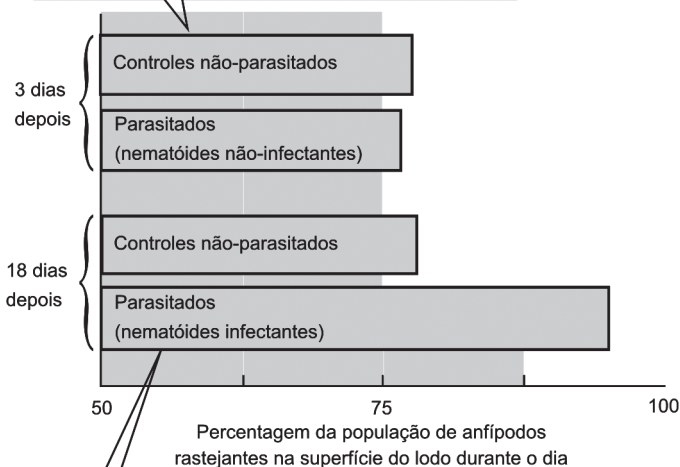 3 dias
depois
Controles não-parasitados
Parasitados
(nematóides não-infectantes)
18 dias
depois
Controles não-parasitados
Parasitados
(nematóides infectantes)
50
75
100
Percentagem da população de anfípodos
rastejantes na superfície do lodo durante o dia